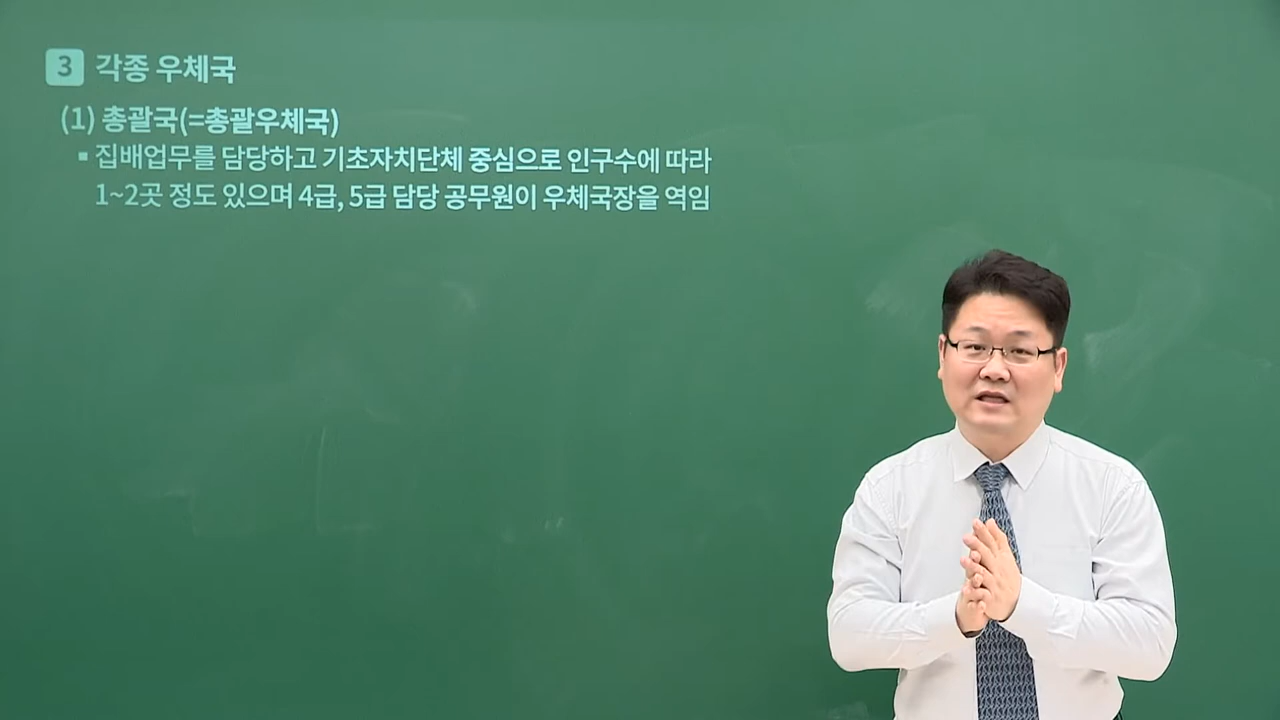 3 각종 우체국
(1) 총괄국(=총괄우체국)
▪ 집배업무를 담당하고 기초자치단체 중심으로 인구수에 따라
1~2곳 정도 있으며 4급, 5급 담당 공무원이 우체국장을 역임